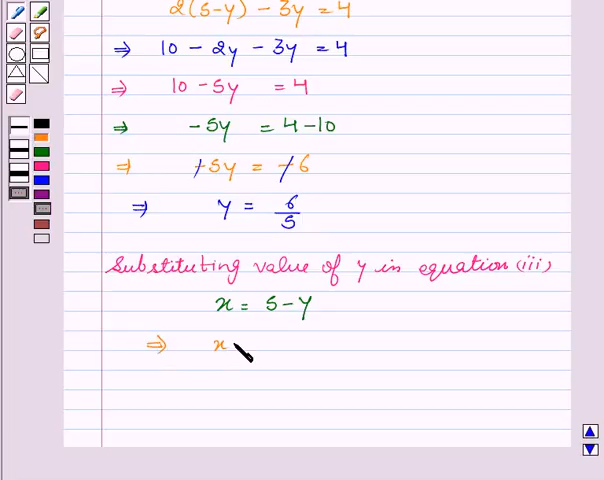 2(5-y) - 3y = 4
⇒ 10 - 2y - 3y = 4
⇒ 10 - 5y = 4
⇒ -5y = 4-10
⇒ -5y = -6
⇒ y = 6/5
Substituting value of y in equation (iii)
x = 5-y
⇒ x